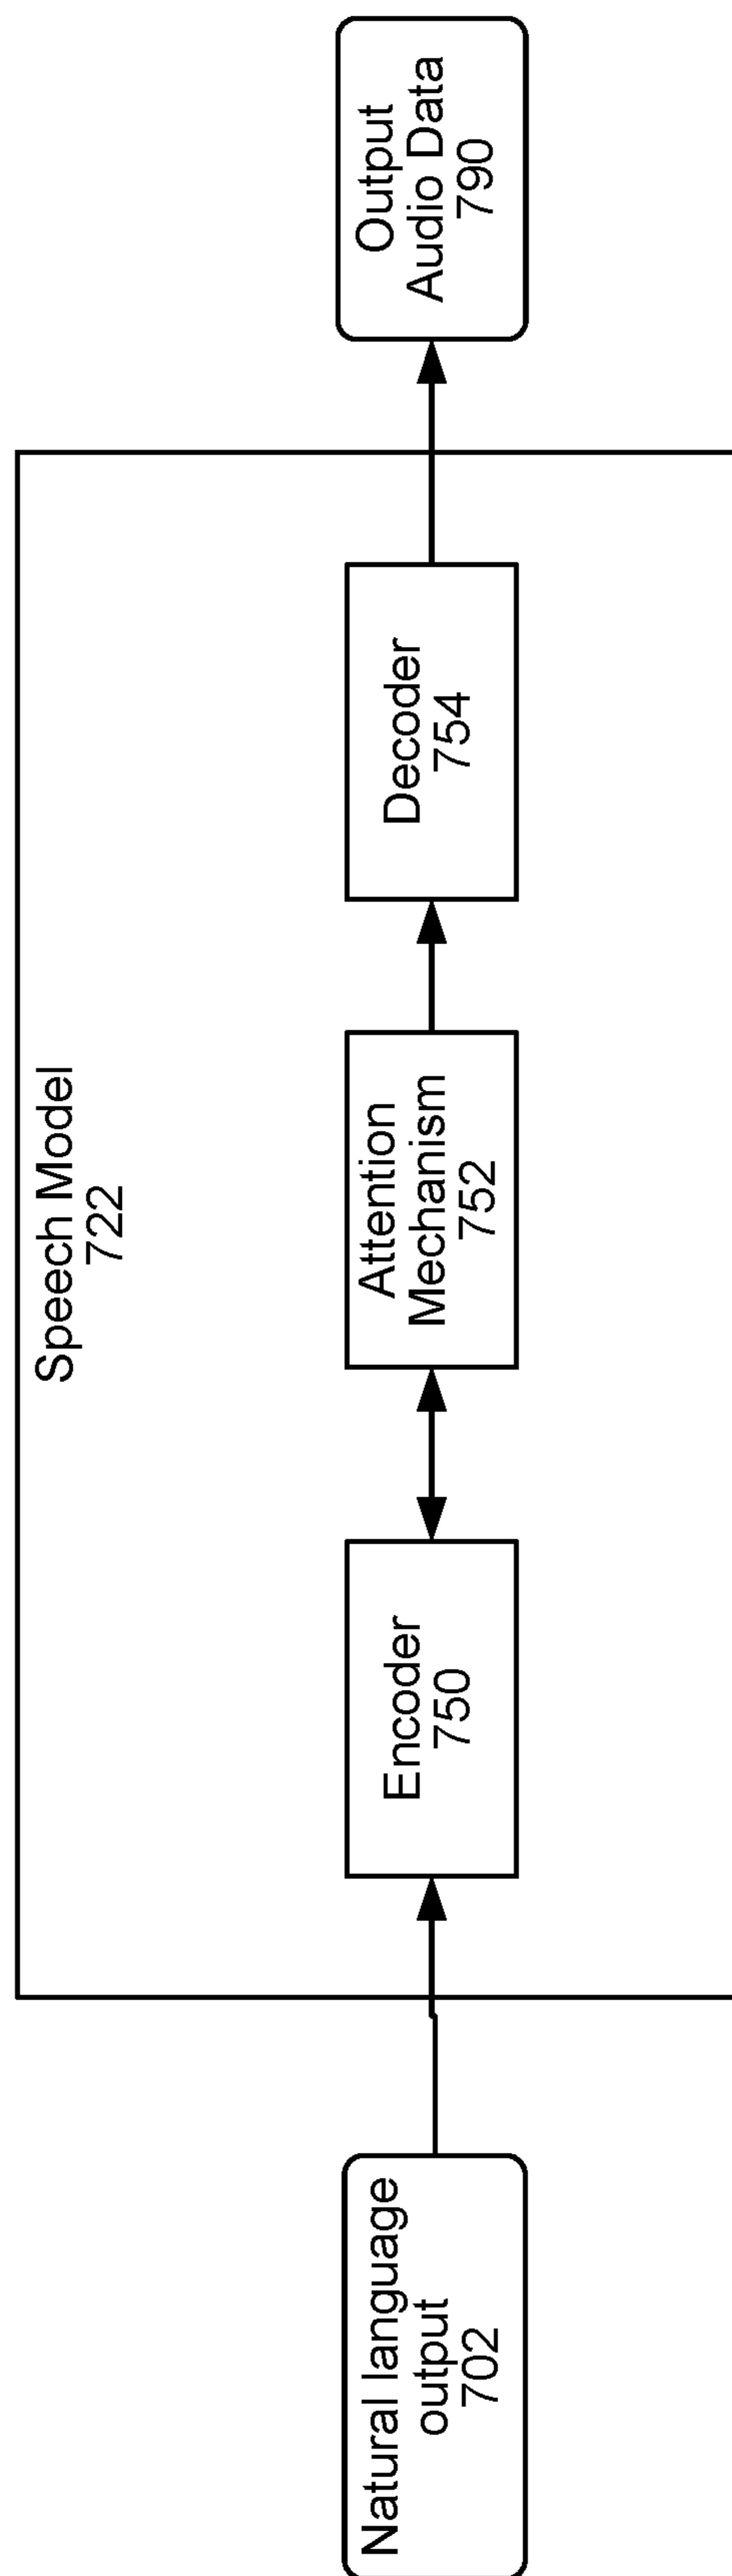 Speech Model
722
Natural language
output
702
Encoder
750
Attention
Mechanism
752
Decoder
754
Output
Audio Data
790